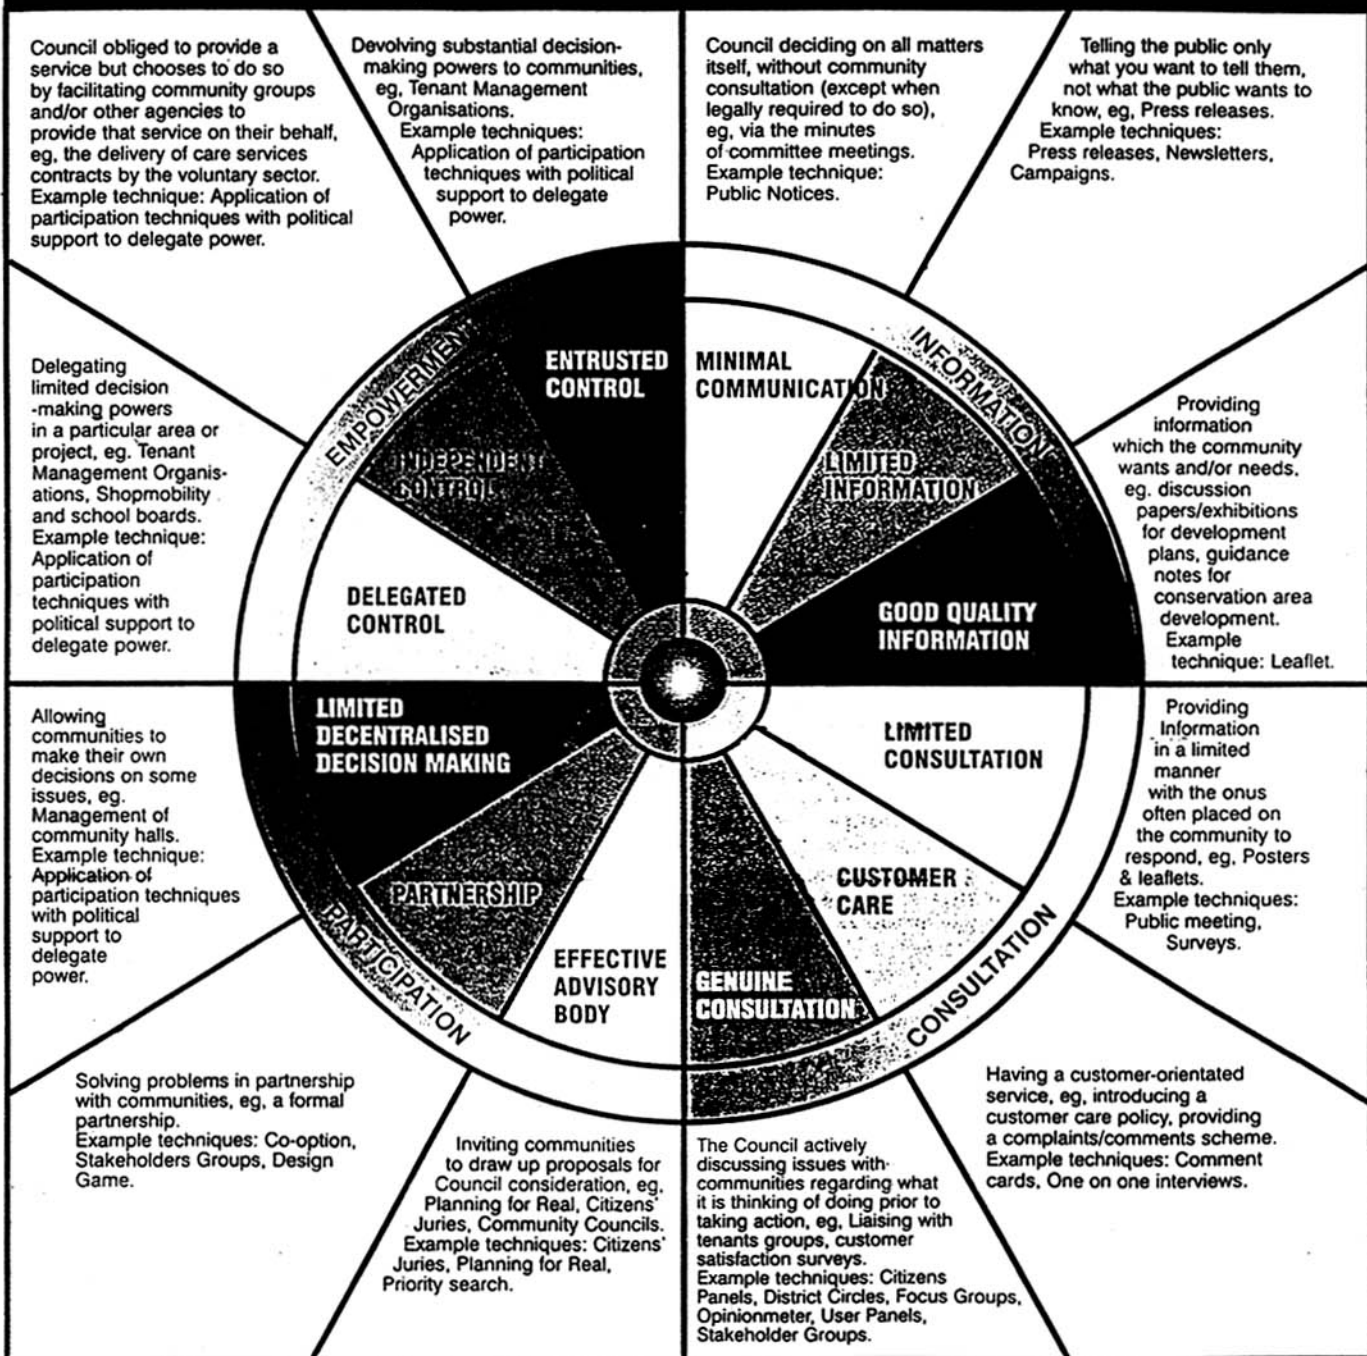 Council obliged to provide a
service but chooses to do so
by facilitating community groups
and/or other agencies to
provide that service on their behalf,
eg, the delivery of care services
contracts by the voluntary sector.
Example technique: Application of
participation techniques with political
support to delegate power.
Devolving substantial decision-
making powers to communities,
eg, Tenant Management
Organisations.
Example techniques:
Application of participation
techniques with political
support to delegate
power.
Council deciding on all matters
itself, without community
consultation (except when
legally required to do so),
eg, via the minutes
of committee meetings.
Example technique:
Public Notices.
Telling the public only
what you want to tell them,
not what the public wants to
know, eg, Press releases.
Example techniques:
Press releases, Newsletters,
Campaigns.
Delegating
limited decision
-making powers
in a particular area or
project, eg. Tenant
Management Organis-
ations, Shopmobility
and school boards.
Example technique:
Application of
participation
techniques with
political support to
delegate power.
EMPOWERMENT
INDEPENDENT
CONTROL
ENTRUSTED
CONTROL
MINIMAL
COMMUNICATION
INFORMATION
LIMITED
INFORMATION
Providing
information
which the community
wants and/or needs,
eg. discussion
papers/exhibitions
for development
plans, guidance
notes for
conservation area
development.
Example
technique: Leaflet.
DELEGATED
CONTROL
GOOD QUALITY
INFORMATION
Allowing
communities to
make their own
decisions on some
issues, eg.
Management of
community halls.
Example technique:
Application of
participation techniques
with political
support to
delegate
power.
LIMITED
DECENTRALISED
DECISION MAKING
LIMITED
CONSULTATION
Providing
Information
in a limited
manner
with the onus
often placed on
the community to
respond, eg, Posters
& leaflets.
Example techniques:
Public meeting,
Surveys.
PARTNERSHIP
PARTICIPATION
EFFECTIVE
ADVISORY
BODY
GENUINE
CONSULTATION
CUSTOMER
CARE
CONSULTATION
Solving problems in partnership
with communities, eg, a formal
partnership.
Example techniques: Co-option,
Stakeholders Groups, Design
Game.
Inviting communities
to draw up proposals for
Council consideration, eg,
Planning for Real, Citizens'
Juries, Community Councils.
Example techniques: Citizens'
Juries, Planning for Real,
Priority search.
The Council actively
discussing issues with
communities regarding what
it is thinking of doing prior to
taking action, eg, Liaising with
tenants groups, customer
satisfaction surveys.
Example techniques: Citizens
Panels, District Circles, Focus Groups,
Opinionmeter, User Panels,
Stakeholder Groups.
Having a customer-orientated
service, eg, introducing a
customer care policy, providing
a complaints/comments scheme.
Example techniques: Comment
cards, One on one interviews.